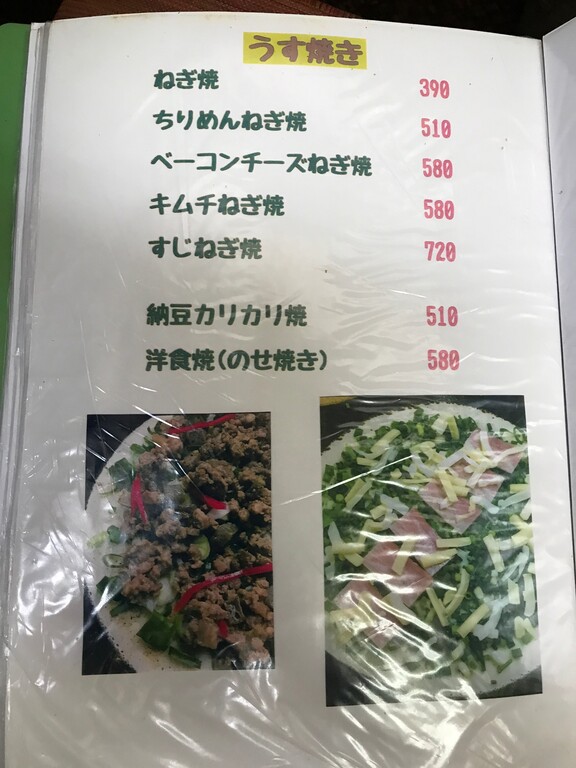 うす焼き
ねぎ焼 390
ちりめんねぎ焼 510
ベーコンチーズねぎ焼 580
キムチねぎ焼 580
すじねぎ焼 720
納豆カリカリ焼 510
洋食焼(のせ焼き) 580